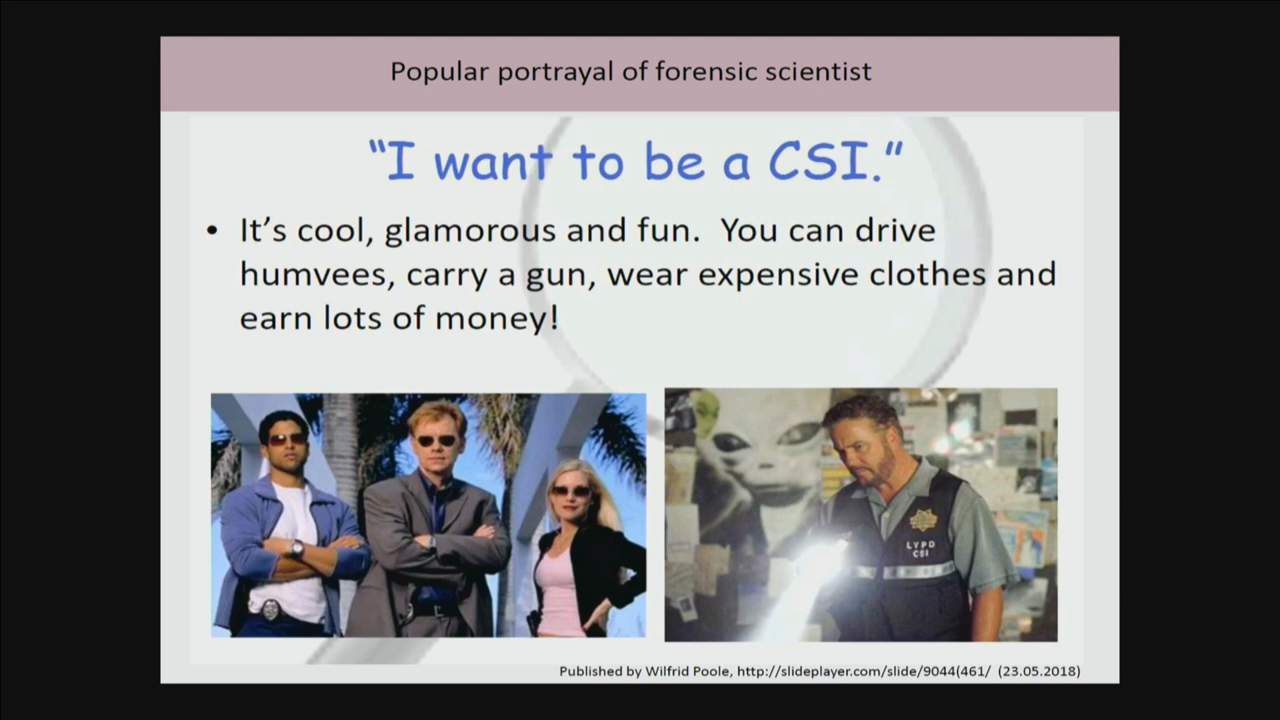 Popular portrayal of forensic scientist
“I want to be a CSI.”
• It’s cool, glamorous and fun.  You can drive
humvees, carry a gun, wear expensive clothes and
earn lots of money!
LVPD
CSI
Published by Wilfrid Poole, http://slideplayer.com/slide/9044(461/ (23.05.2018)